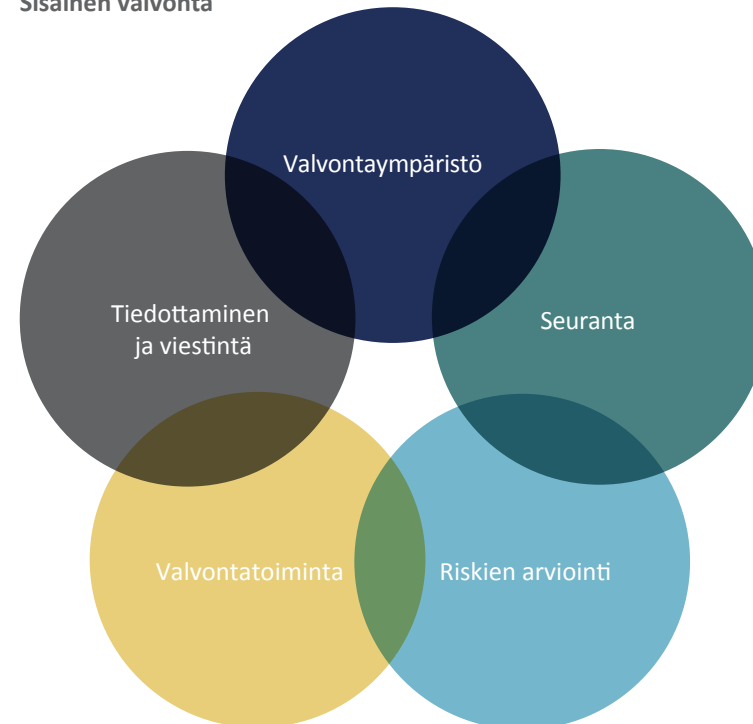 Sisäinen valvonta
Valvontaympäristö
Tiedottaminen
ja viestintä
Seuranta
Valvontatoiminta
Riskien arviointi